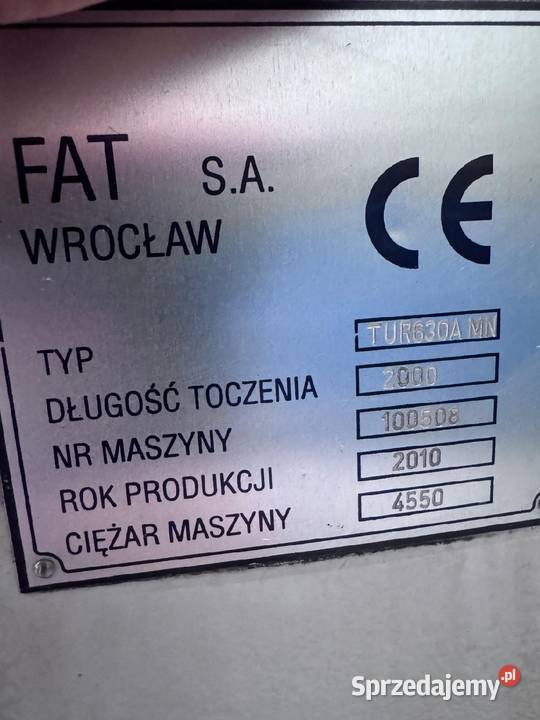 FAT S.A.
WROCŁAW
CE
TYP TUR630A MN
DŁUGOŚĆ TOCZENIA 2000
NR MASZYNY 100508
ROK PRODUKCJI 2010
CIĘŻAR MASZYNY 4550
Sprzedajemy.pl